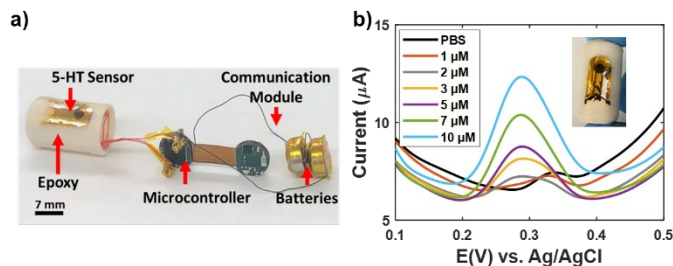 a)
5-HT Sensor
Communication
Module
Epoxy
Microcontroller
Batteries
7 mm
b)
PBS
1 µM
2 µM
3 µM
5 µM
7 µM
10 µM
Current (µA)
15
10
5
0.1 0.2 0.3 0.4 0.5
E(V) vs. Ag/AgCl